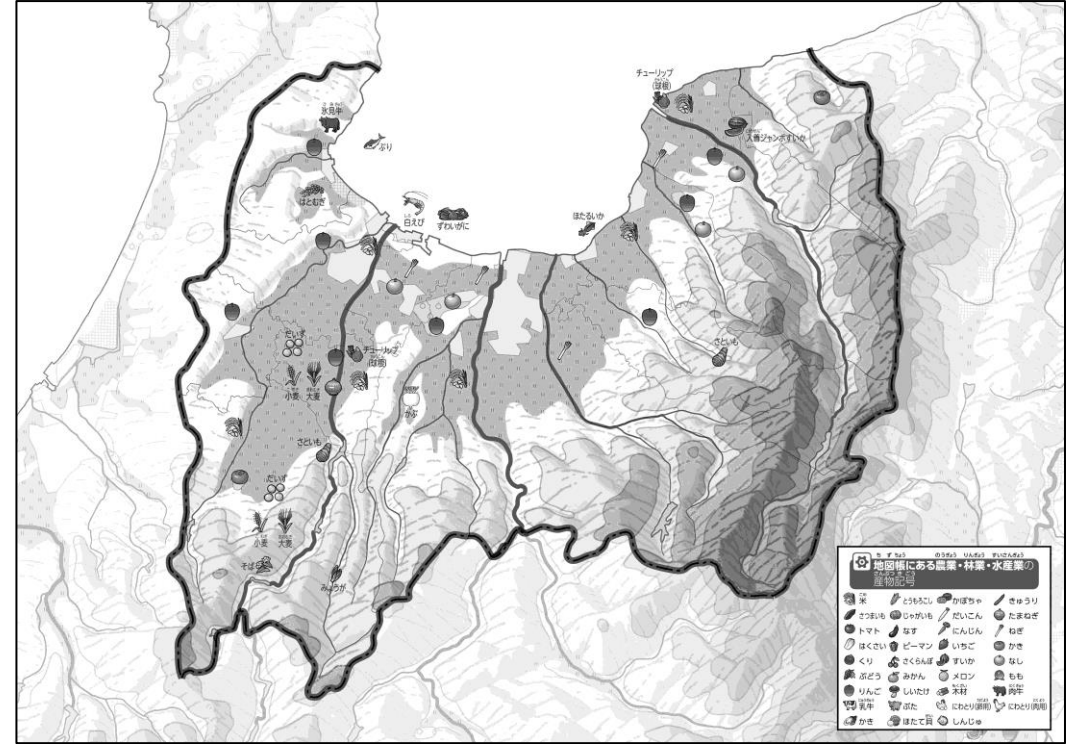 チューリップ
(球根)
氷見牛
ぶり
入善ジャンボすいか
はとむぎ
白えび
ずわいがに
ほたるいか
だいず
チューリップ
(球根)
小麦
大麦
かぶ
さといも
さといも
だいず
小麦
大麦
そば
みょうが
地図帳にある農業・林業・水産業の
産物記号
米 とうもろこし かぼちゃ きゅうり
さつまいも じゃがいも だいこん たまねぎ
トマト なす にんじん ねぎ
はくさい ピーマン いちご かき
くり さくらんぼ すいか なし
ぶどう みかん メロン もも
りんご しいたけ 木材 肉牛
乳牛 ぶた にわとり(卵用) にわとり(肉用)
かき ほたて貝 しんじゅ